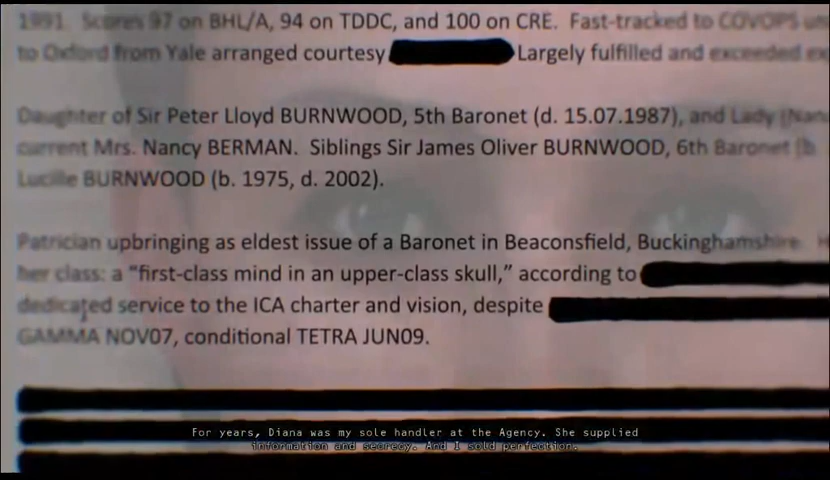 1991. Scores 97 on BHL/A, 94 on TDDC, and 100 on CRE. Fast-tracked to COVOPS
to Oxford from Yale arranged courtesy Largely fulfilled and exceeded
Daughter of Sir Peter Lloyd BURNWOOD, 5th Baronet (d. 15.07.1987), and Lady
current Mrs. Nancy BERMAN. Siblings Sir James Oliver BURNWOOD, 6th Baronet
Lucille BURNWOOD (b. 1975, d. 2002).
Patrician upbringing as eldest issue of a Baronet in Beaconsfield, Buckinghamshire.
her class: a “first-class mind in an upper-class skull,” according to
dedicated service to the ICA charter and vision, despite
GAMMA NOV07, conditional TETRA JUN09.
For years, Diana was my sole handler at the Agency. She supplied
information and secrecy. And I sold perfection.